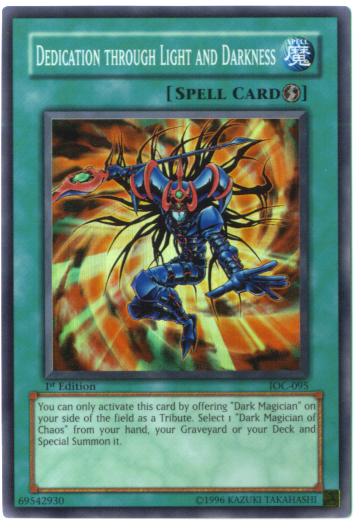 DEDICATION THROUGH LIGHT AND DARKNESS
SPELL
魔
[SPELL CARD]
1st Edition
IOC-095
You can only activate this card by offering "Dark Magician" on
your side of the field as a Tribute. Select 1 "Dark Magician of
Chaos" from your hand, your Graveyard or your Deck and
Special Summon it.
69542930
©1996 KAZUKI TAKAHASHI